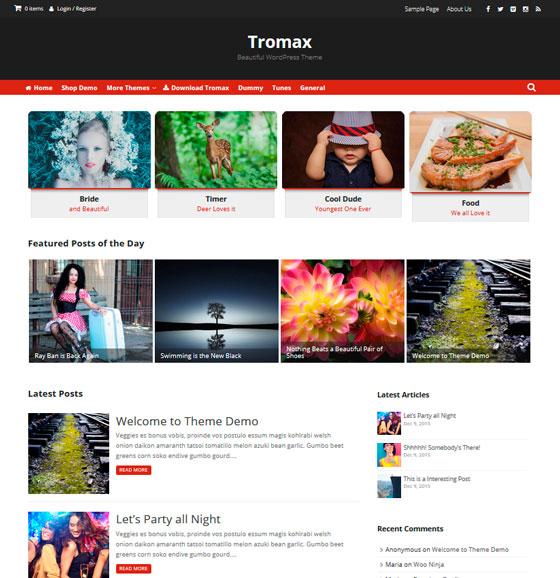 0 items Login / Register
Sample Page About Us
Tromax
Beautiful WordPress Theme
Home Shop Demo More Themes Download Tromax Dummy Tunes General
Bride
and Beautiful
Timer
Deer Loves it
Cool Dude
Youngest One Ever
Food
We all Love it
Featured Posts of the Day
Ray Ban is Back Again
Swimming is the New Black
Nothing Beats a Beautiful Pair of
Shoes
Welcome to Theme Demo
Latest Posts
Welcome to Theme Demo
Veggies es bonus vobis, proinde vos postulo essum magis kohlrabi welsh
onion daikon amaranth tatsoi tomatillo melon azuki bean garlic. Gumbo beet
greens corn soko endive gumbo gourd....
READ MORE
Let's Party all Night
Veggies es bonus vobis, proinde vos postulo essum magis kohlrabi welsh
onion daikon amaranth tatsoi tomatillo melon azuki bean garlic. Gumbo beet
greens corn soko endive gumbo gourd....
READ MORE
Latest Articles
Let's Party all Night
Dec 9, 2015
Shhhhh! Somebody's There!
Dec 9, 2015
This is a Interesting Post
Dec 9, 2015
Recent Comments
Anonymous on Welcome to Theme Demo
Maria on Woo Ninja